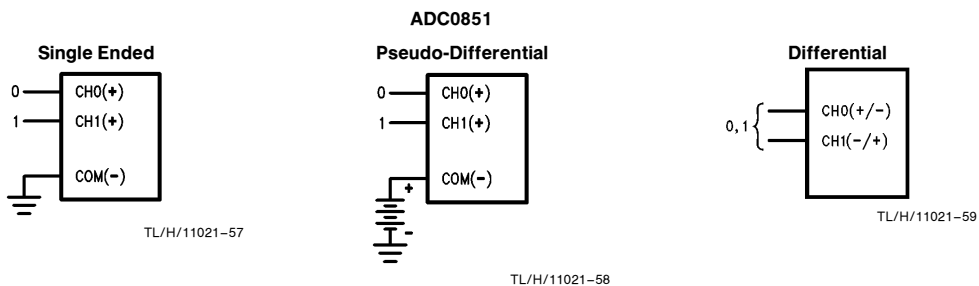 ADC0851
Single Ended
0 CH0(+)
1 CH1(+)
COM(-)
TL/H/11021-57
Pseudo-Differential
0 CH0(+)
1 CH1(+)
COM(-)
+
-
TL/H/11021-58
Differential
0,1 CH0(+/-)
CH1(-/+)
TL/H/11021-59